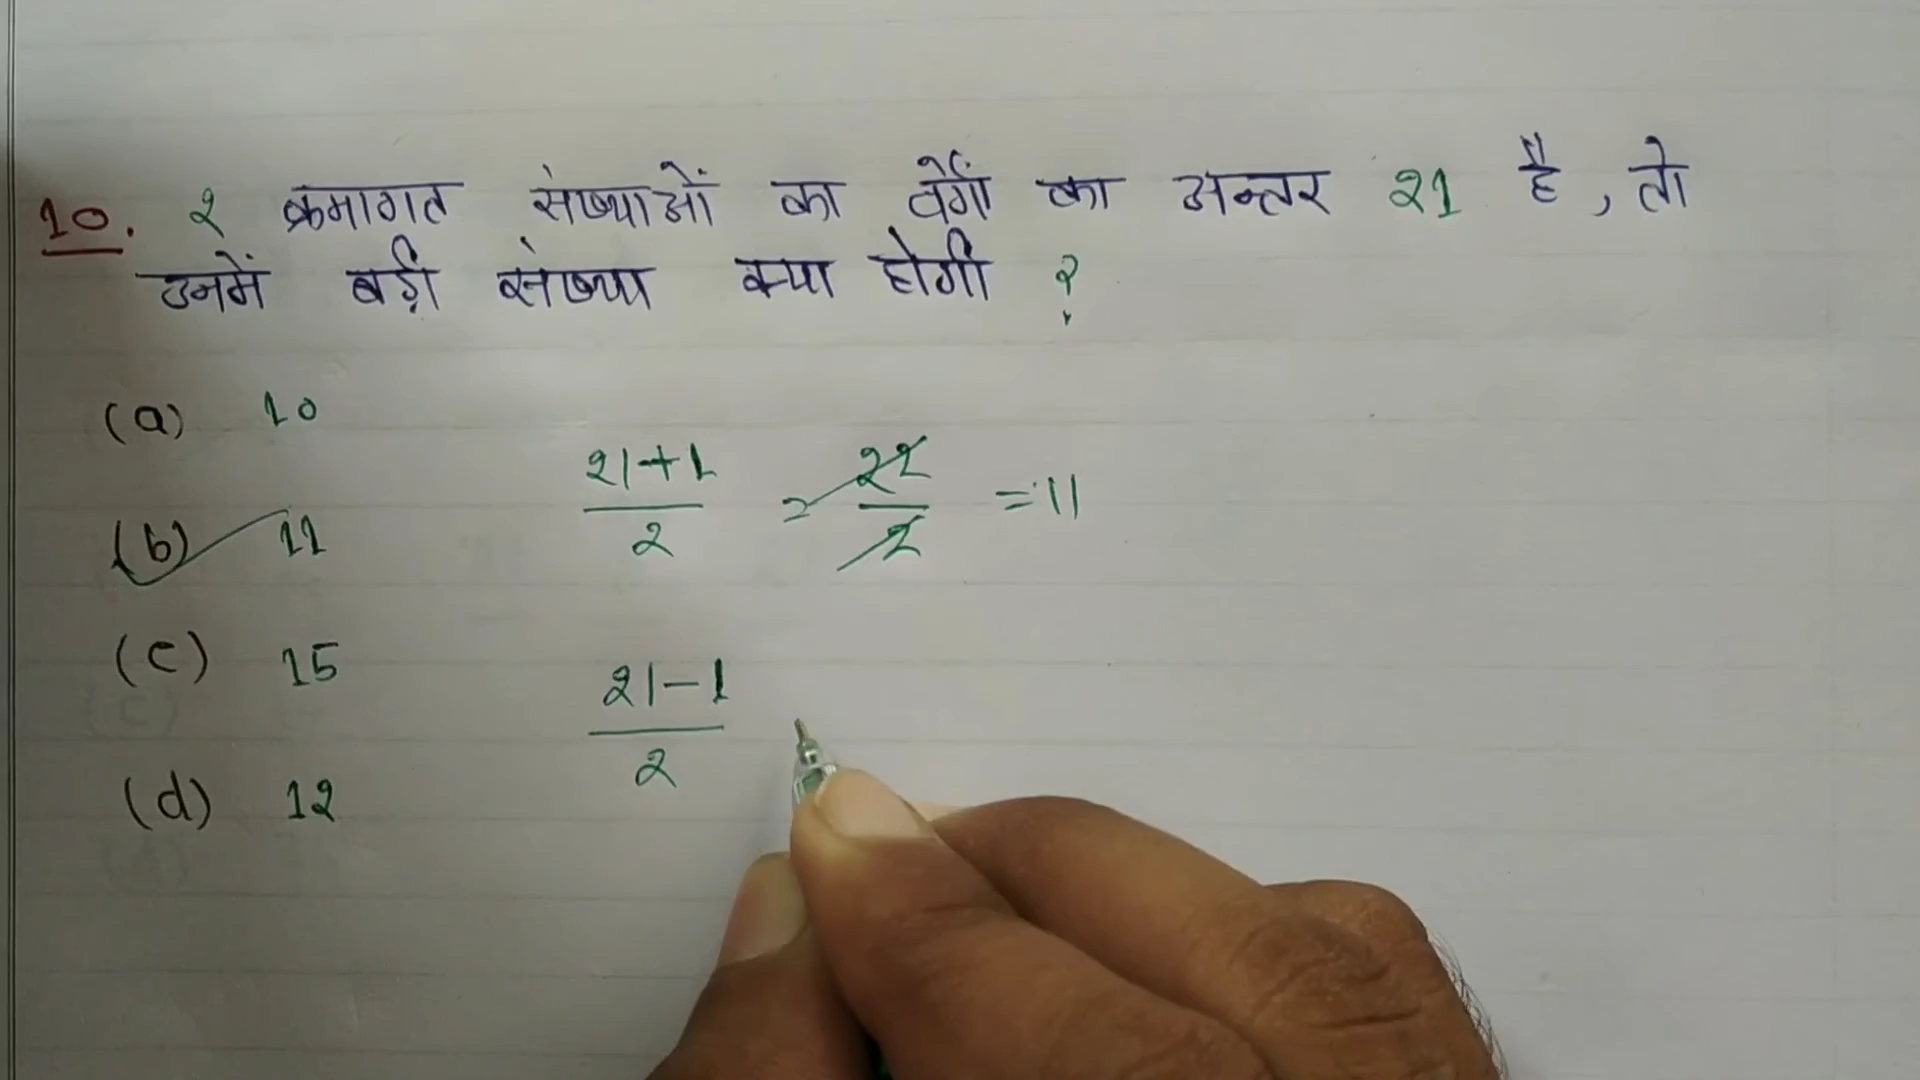 10. 2 क्रमागत संख्याओं का वर्गों का अन्तर 21 है, तो
उनमें बड़ी संख्या क्या होगी ?
(a) 10
(b) 11
(c) 15
(d) 12
21+1/2 = 22/2 = 11
21-1/2